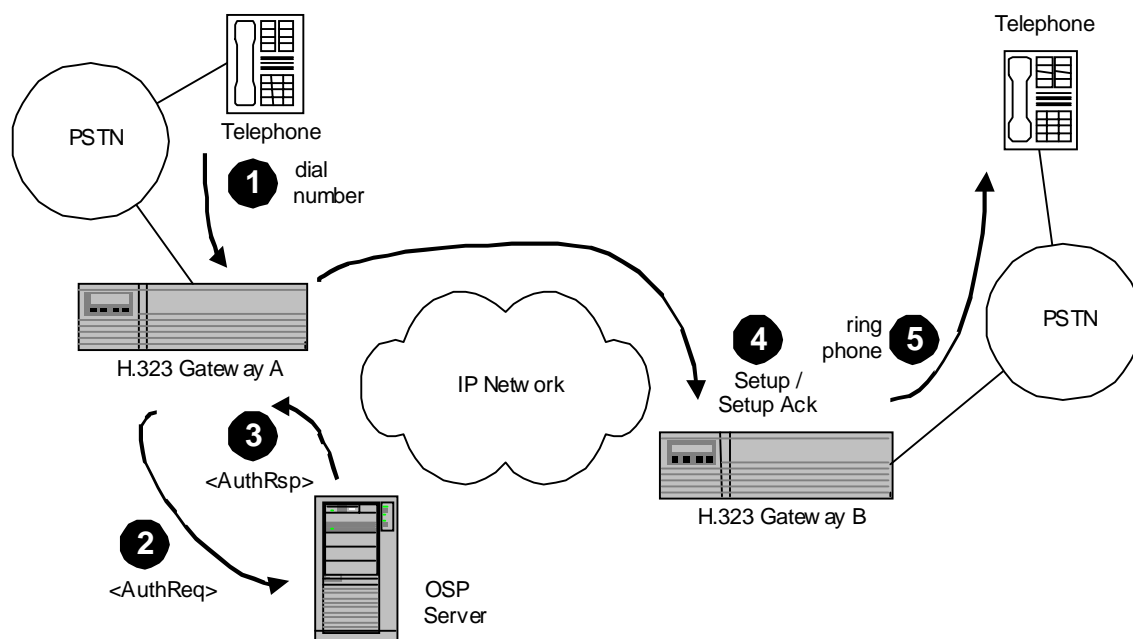 Telephone
PSTN
Telephone
1
dial
number
H.323 Gateway A
IP Network
4
Setup /
Setup Ack
ring
phone
5
PSTN
3
<AuthRsp>
H.323 Gateway B
2
<AuthReq>
OSP
Server